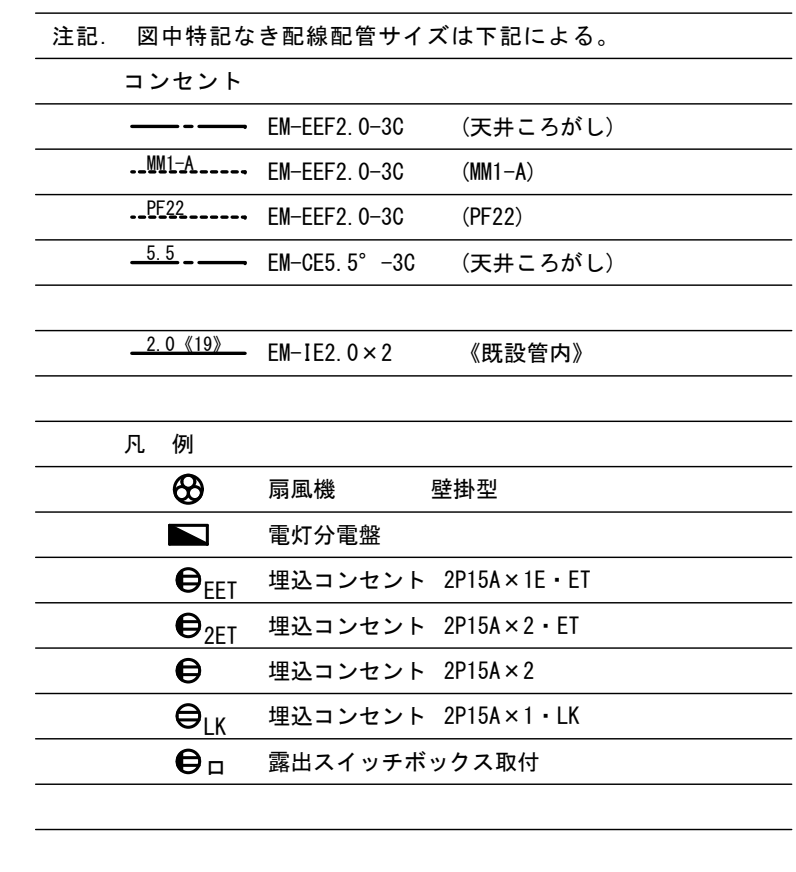 注記. 図中特記なき配線配管サイズは下記による。
コンセント
EM-EEF2.0-3C (天井ころがし)
MM1-A EM-EEF2.0-3C (MM1-A)
PF22 EM-EEF2.0-3C (PF22)
5.5 EM-CE5.5°-3C (天井ころがし)
2.0《19》 EM-IE2.0×2 《既設管内》
凡 例
扇風機 壁掛型
電灯分電盤
EET 埋込コンセント 2P15A×1E・ET
2ET 埋込コンセント 2P15A×2・ET
埋込コンセント 2P15A×2
LK 埋込コンセント 2P15A×1・LK
ロ 露出スイッチボックス取付